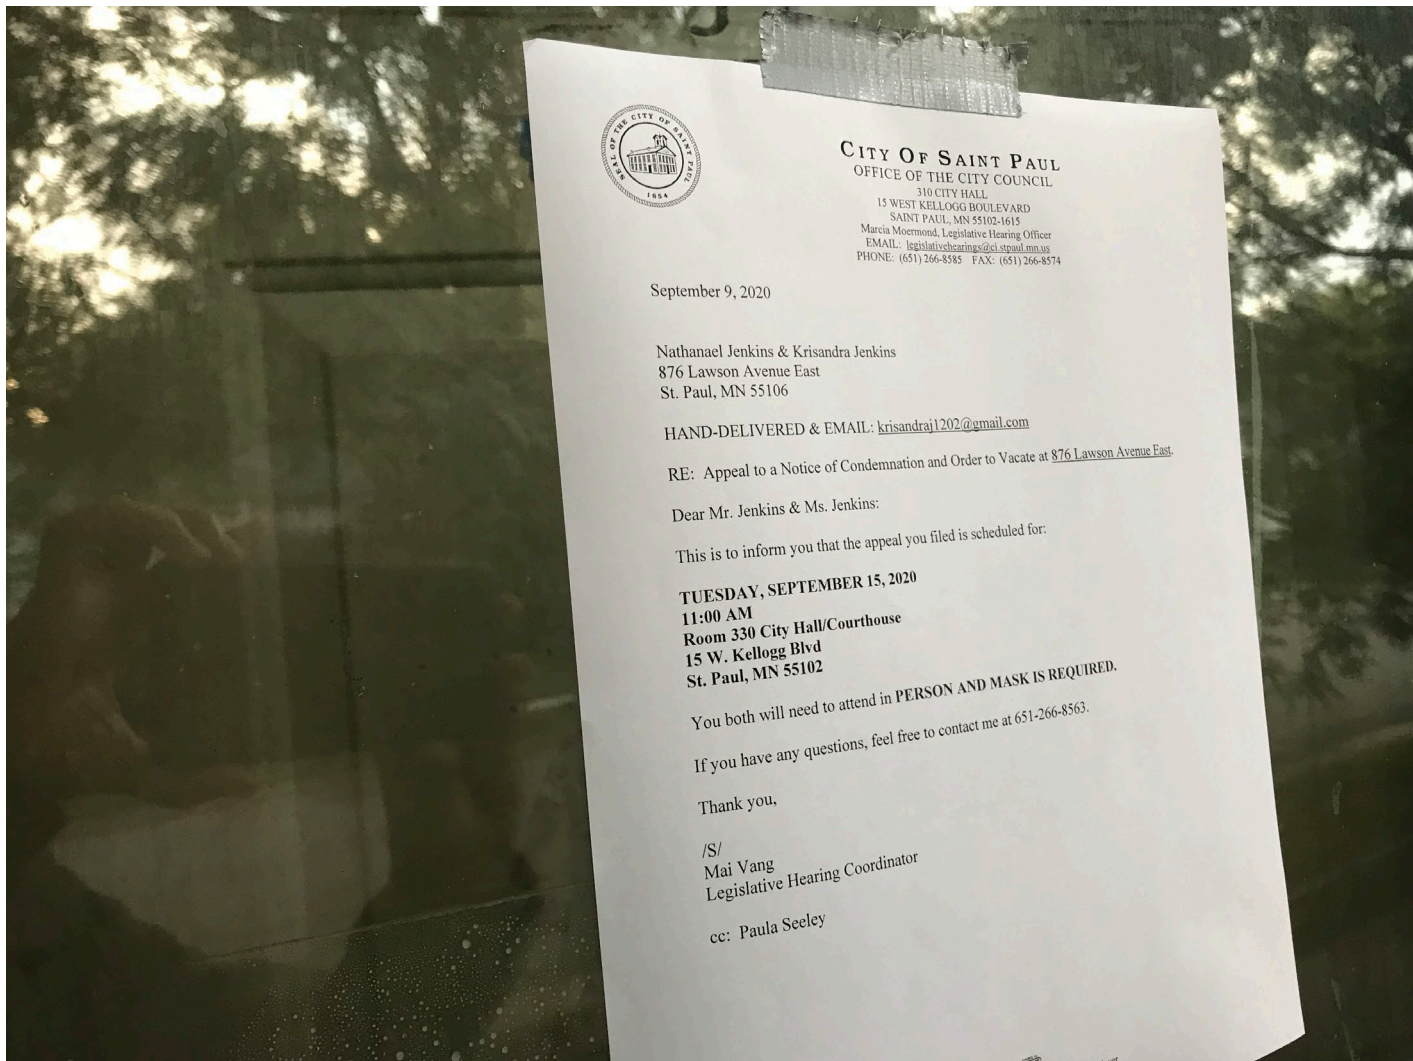 SEAL OF THE CITY OF SAINT PAUL
1854
CITY OF SAINT PAUL
OFFICE OF THE CITY COUNCIL
310 CITY HALL
15 WEST KELLOGG BOULEVARD
SAINT PAUL, MN 55102-1615
Marcia Moermond, Legislative Hearing Officer
EMAIL: legislativehearings@ci.stpaul.mn.us
PHONE: (651) 266-8585 FAX: (651) 266-8574
September 9, 2020
Nathanael Jenkins & Krisandra Jenkins
876 Lawson Avenue East
St. Paul, MN 55106
HAND-DELIVERED & EMAIL: krisandraj1202@gmail.com
RE: Appeal to a Notice of Condemnation and Order to Vacate at 876 Lawson Avenue East.
Dear Mr. Jenkins & Ms. Jenkins:
This is to inform you that the appeal you filed is scheduled for:
TUESDAY, SEPTEMBER 15, 2020
11:00 AM
Room 330 City Hall/Courthouse
15 W. Kellogg Blvd
St. Paul, MN 55102
You both will need to attend in PERSON AND MASK IS REQUIRED.
If you have any questions, feel free to contact me at 651-266-8563.
Thank you,
/S/
Mai Vang
Legislative Hearing Coordinator
cc: Paula Seeley